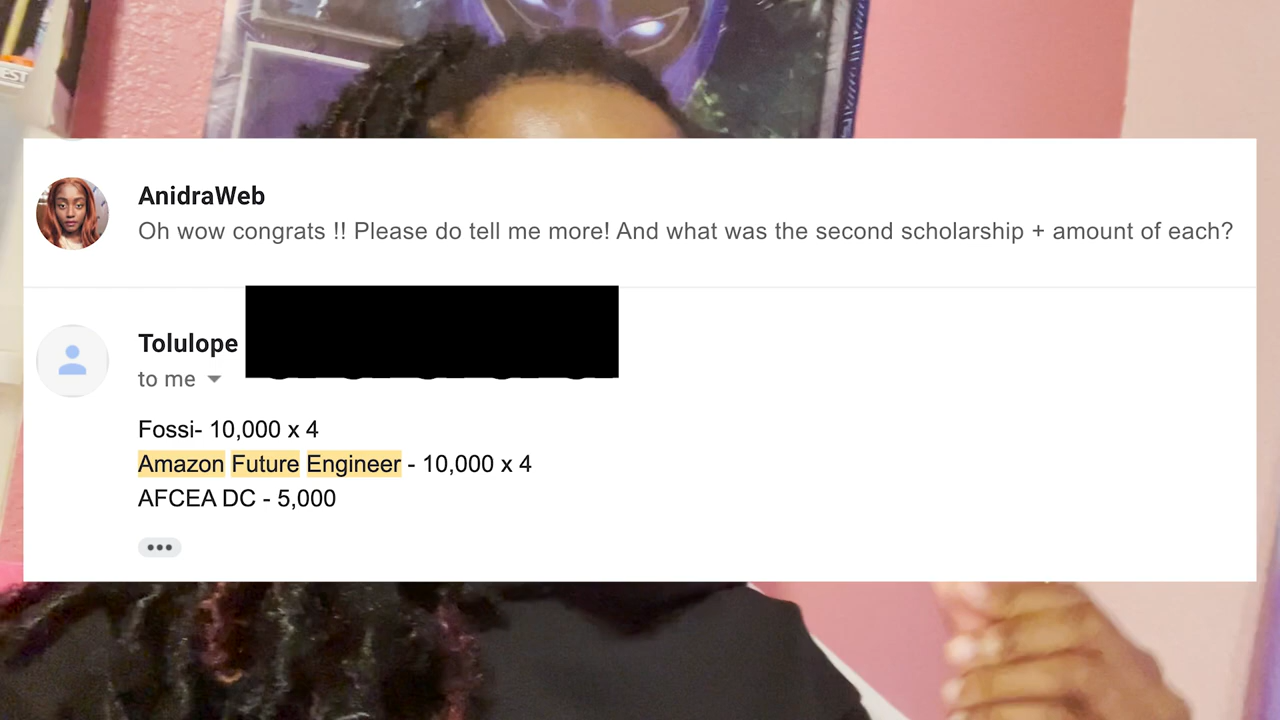 EST
AnidraWeb
Oh wow congrats !! Please do tell me more! And what was the second scholarship + amount of each?
Tolulope
to me
Fossi- 10,000 x 4
Amazon Future Engineer - 10,000 x 4
AFCEA DC - 5,000